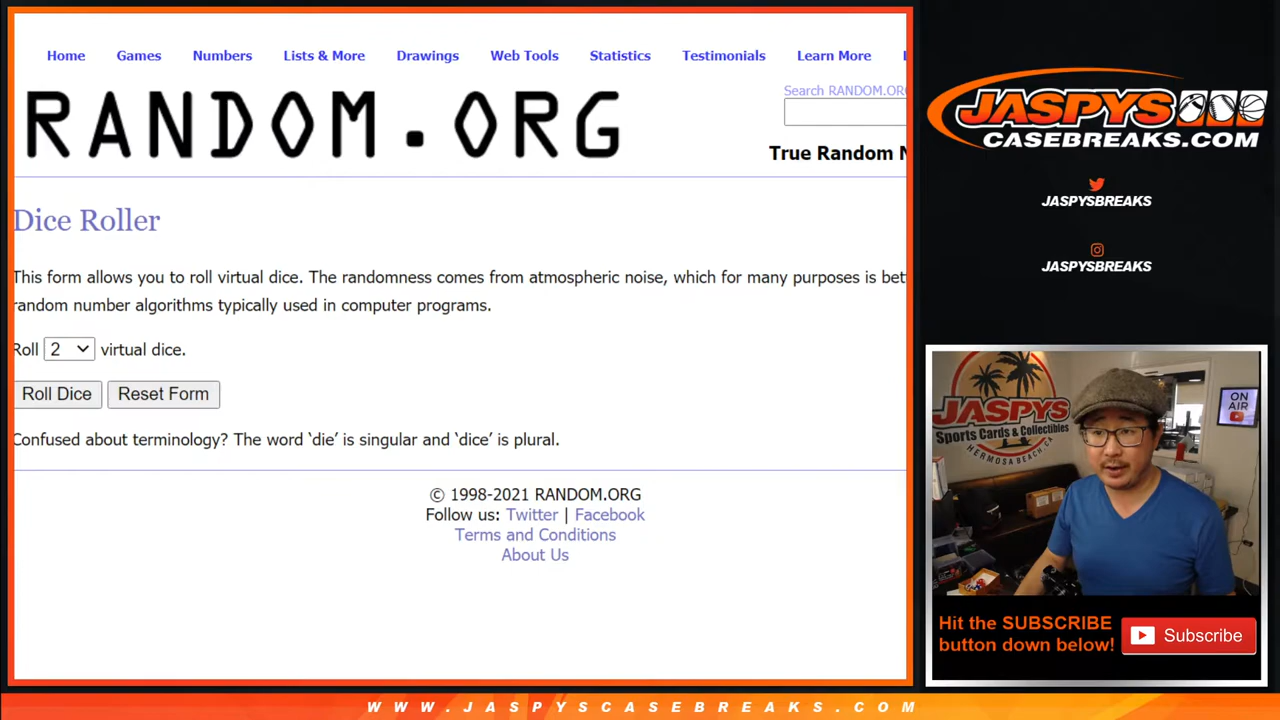 Home Games Numbers Lists & More Drawings Web Tools Statistics Testimonials Learn More
Search RANDOM.ORG
RANDOM.ORG
True Random N
Dice Roller
This form allows you to roll virtual dice. The randomness comes from atmospheric noise, which for many purposes is bet
random number algorithms typically used in computer programs.
Roll 2 virtual dice.
Roll Dice Reset Form
Confused about terminology? The word ‘die’ is singular and ‘dice’ is plural.
© 1998-2021 RANDOM.ORG
Follow us: Twitter | Facebook
Terms and Conditions
About Us
JASPYS
CASEBREAKS.COM
JASPYSBREAKS
JASPYSBREAKS
JASPYS
Sports Cards & Collectibles
HERMOSA BEACH, CA
ON
AIR
Hit the SUBSCRIBE
button down below!
Subscribe
WWW.JASPYSCASEBREAKS.COM